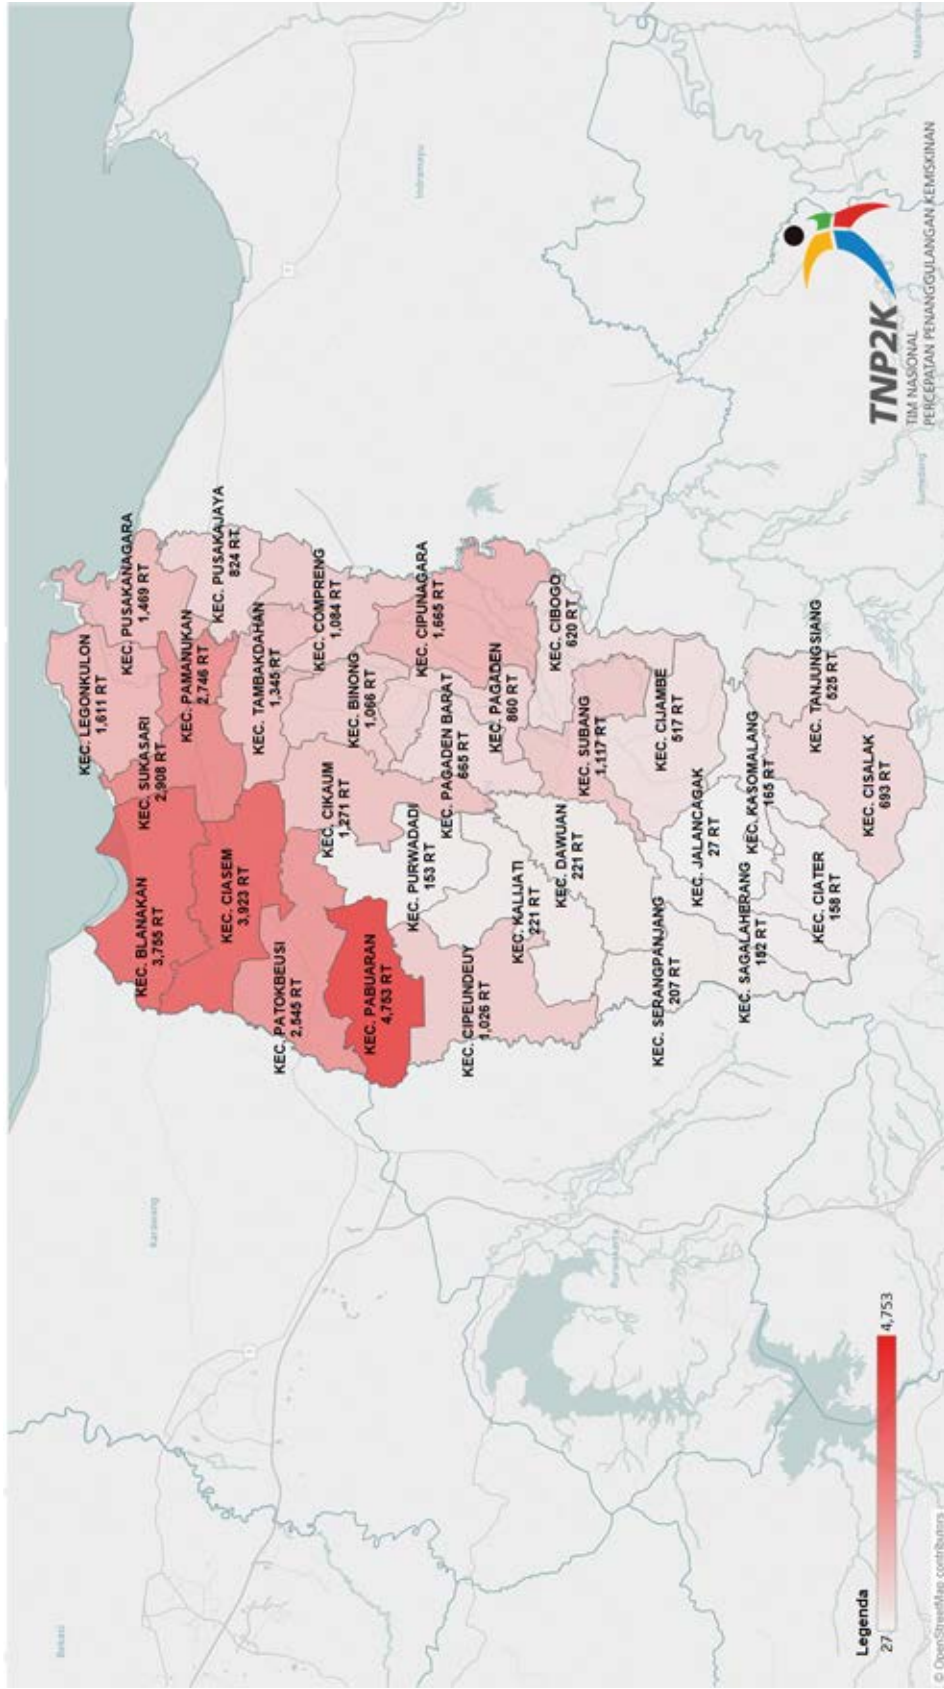 KEC. LEGONKULON
1,611 RT
KEC. PUSAKANAGARA
1,469 RT
KEC. SUKASARI
2,908 RT
KEC. PAMANUKAN
2,746 RT
KEC. PUSAKAJAYA
824 RT
KEC. BLANAKAN
3,755 RT
KEC. CIASEM
3,923 RT
KEC. TAMBAKDAHAN
1,345 RT
KEC. COMPRENG
1,084 RT
KEC. PATOKBEUSI
2,545 RT
KEC. CIKAUM
1,271 RT
KEC. BINONG
1,066 RT
KEC. CIPUNAGARA
1,665 RT
KEC. PABUARAN
4,753 RT
KEC. PURWADADI
153 RT
KEC. PAGADEN BARAT
665 RT
KEC. PAGADEN
860 RT
KEC. CIPEUNDEUY
1,026 RT
KEC. KALIJATI
221 RT
KEC. DAWUAN
221 RT
KEC. SUBANG
1,117 RT
KEC. CIBOGO
620 RT
KEC. SERANGPANJANG
207 RT
KEC. JALANCAGAK
27 RT
KEC. CIJAMBE
517 RT
KEC. SAGALAHERANG
152 RT
KEC. KASOMALANG
165 RT
KEC. CIATER
158 RT
KEC. CISALAK
693 RT
KEC. TANJUNGSIANG
525 RT
Bekasi
Karawang
Indramayu
Purwakarta
Sumedang
Legenda
27
4,753
© OpenStreetMap contributors
TNP2K
TIM NASIONAL
PERCEPATAN PENANGGULANGAN KEMISKINAN